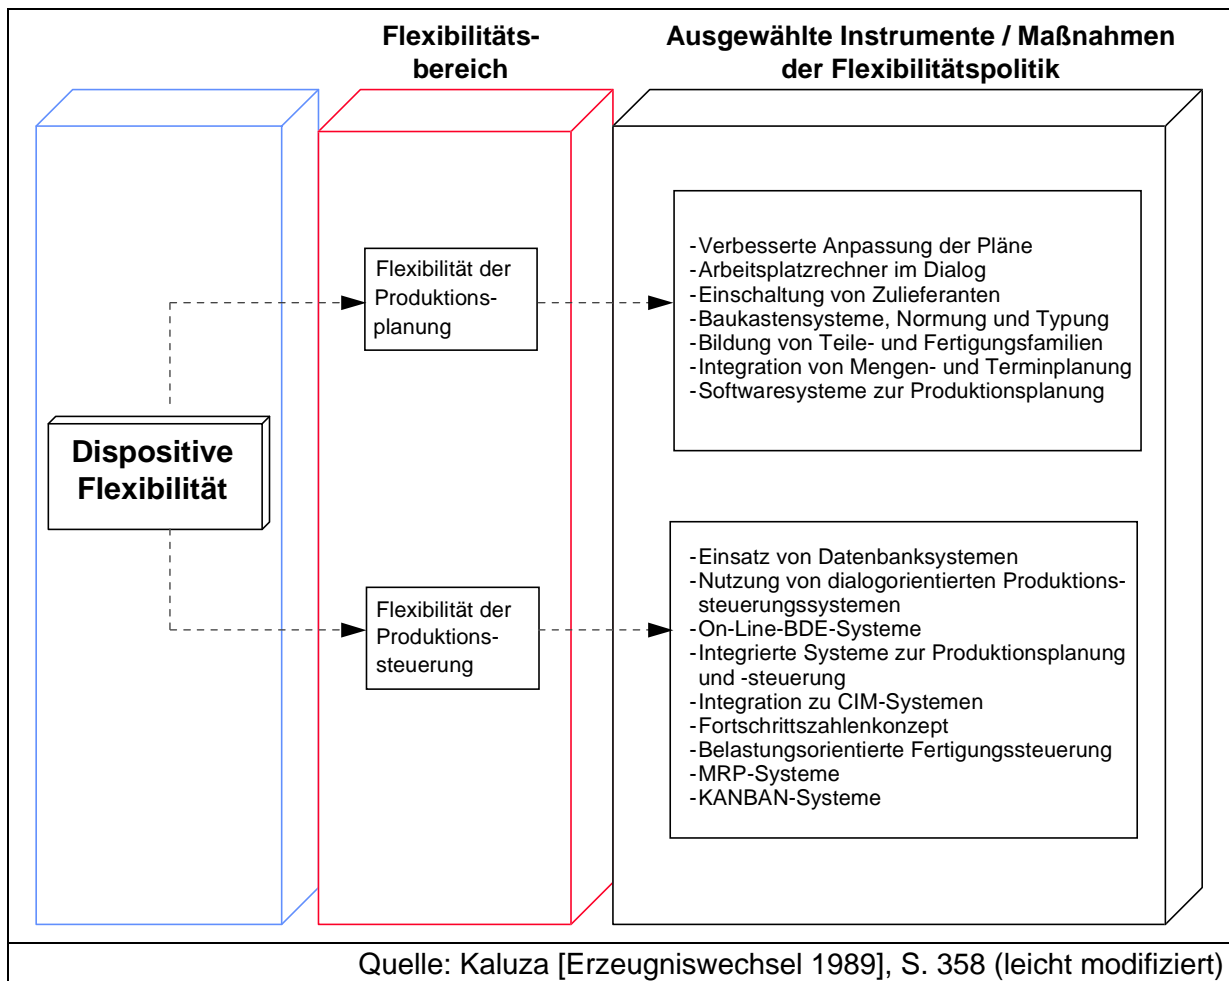 Flexibilitäts-
bereich
Ausgewählte Instrumente / Maßnahmen
der Flexibilitätspolitik
Dispositive
Flexibilität
Flexibilität der
Produktions-
planung
-Verbesserte Anpassung der Pläne
-Arbeitsplatzrechner im Dialog
-Einschaltung von Zulieferanten
-Baukastensysteme, Normung und Typung
-Bildung von Teile- und Fertigungsfamilien
-Integration von Mengen- und Terminplanung
-Softwaresysteme zur Produktionsplanung
Flexibilität der
Produktions-
steuerung
-Einsatz von Datenbanksystemen
-Nutzung von dialogorientierten Produktions-
steuerungssystemen
-On-Line-BDE-Systeme
-Integrierte Systeme zur Produktionsplanung
und -steuerung
-Integration zu CIM-Systemen
-Fortschrittszahlenkonzept
-Belastungsorientierte Fertigungssteuerung
-MRP-Systeme
-KANBAN-Systeme
Quelle: Kaluza [Erzeugniswechsel 1989], S. 358 (leicht modifiziert)